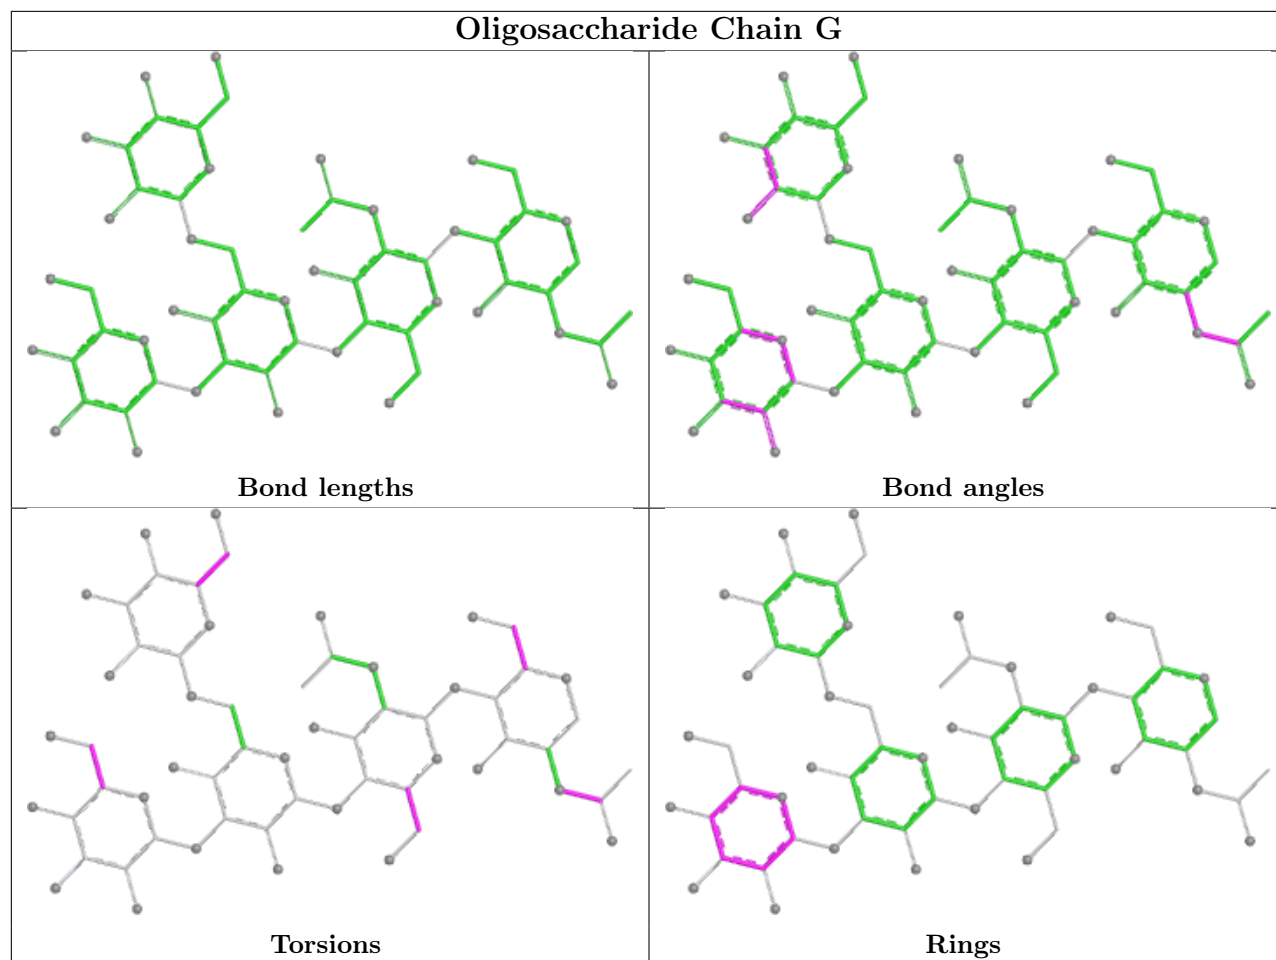 Oligosaccharide Chain G
Bond lengths
Bond angles
Torsions
Rings